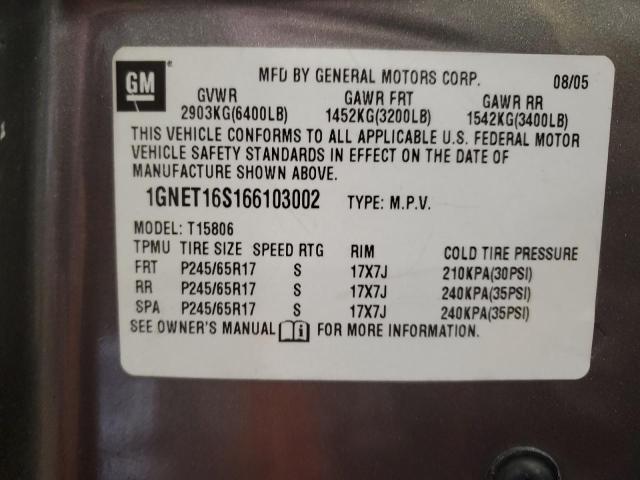 GM ®
MFD BY GENERAL MOTORS CORP. 08/05
GVWR GAWR FRT GAWR RR
2903KG(6400LB) 1452KG(3200LB) 1542KG(3400LB)
THIS VEHICLE CONFORMS TO ALL APPLICABLE U.S. FEDERAL MOTOR
VEHICLE SAFETY STANDARDS IN EFFECT ON THE DATE OF
MANUFACTURE SHOWN ABOVE.
1GNET16S166103002 TYPE: M.P.V.
MODEL: T15806
TPMU TIRE SIZE SPEED RTG RIM COLD TIRE PRESSURE
FRT P245/65R17 S 17X7J 210KPA(30PSI)
RR P245/65R17 S 17X7J 240KPA(35PSI)
SPA P245/65R17 S 17X7J 240KPA(35PSI)
SEE OWNER'S MANUAL i FOR MORE INFORMATION.